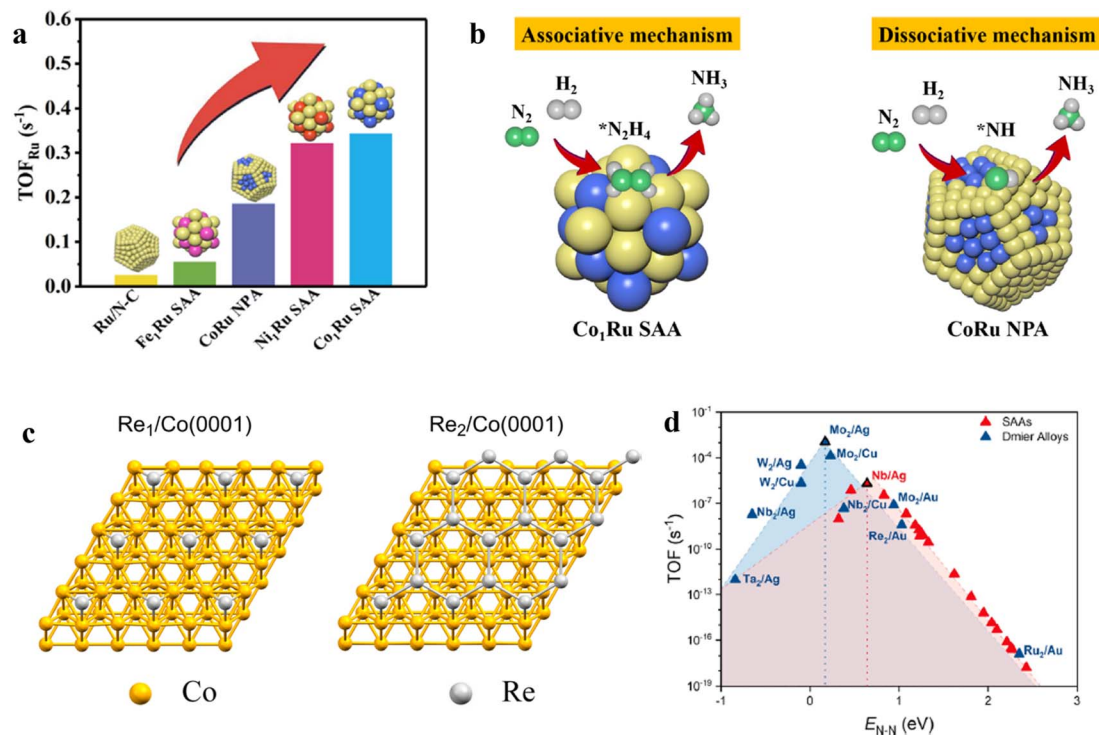 a
TOF_Ru (s⁻¹)
0.6
0.5
0.4
0.3
0.2
0.1
0.0
Ru/N-C
Fe₁Ru SAA
CoRu NPA
Ni₁Ru SAA
Co₁Ru SAA
b
Associative mechanism
N₂
H₂
*N₂H₄
NH₃
Co₁Ru SAA
Dissociative mechanism
N₂
H₂
*NH
NH₃
CoRu NPA
c
Re₁/Co(0001)
Re₂/Co(0001)
Co
Re
d
TOF (s⁻¹)
10⁻¹
10⁻⁴
10⁻⁷
10⁻¹⁰
10⁻¹³
10⁻¹⁶
10⁻¹⁹
SAAs
Dmier Alloys
Mo₂/Ag
Mo₂/Cu
W₂/Ag
W₂/Cu
Nb/Ag
Nb₂/Ag
Nb₂/Cu
Mo₂/Au
Re₂/Au
Ta₂/Ag
Ru₂/Au
-1
0
1
2
3
E_N-N (eV)